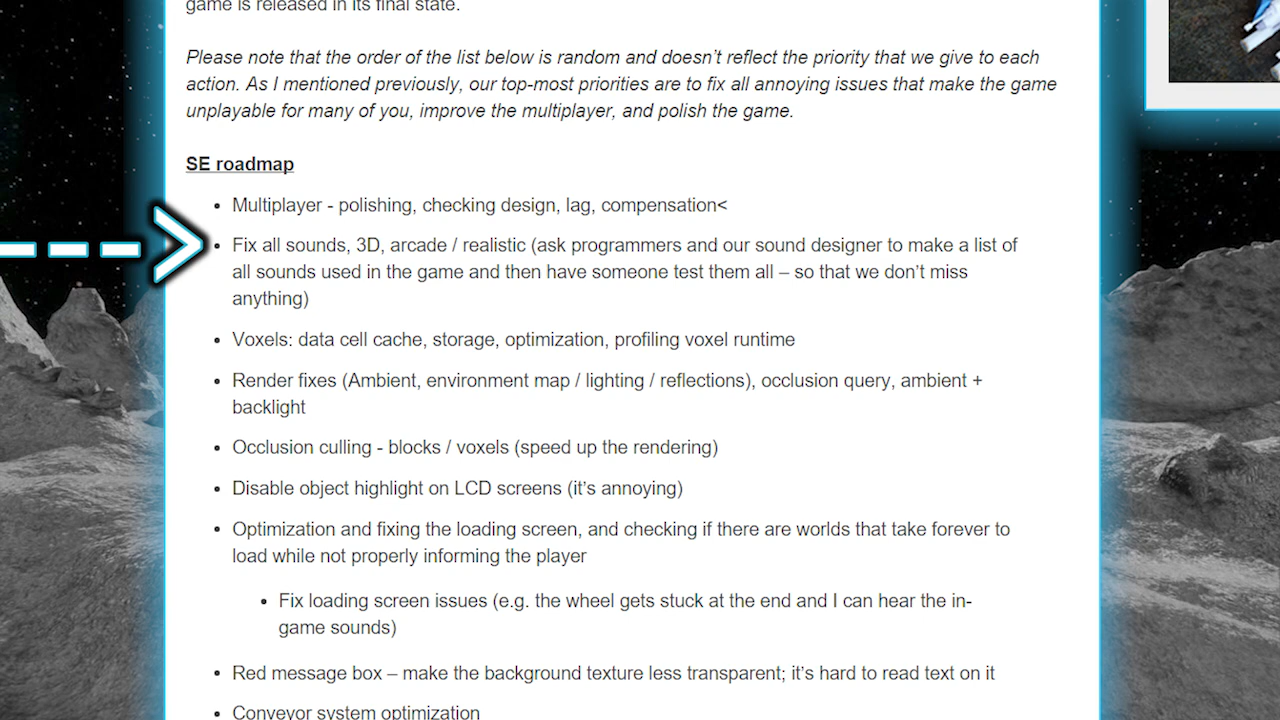 game is released in its final state.
Please note that the order of the list below is random and doesn’t reflect the priority that we give to each
action. As I mentioned previously, our top-most priorities are to fix all annoying issues that make the game
unplayable for many of you, improve the multiplayer, and polish the game.
SE roadmap
• Multiplayer - polishing, checking design, lag, compensation<
• Fix all sounds, 3D, arcade / realistic (ask programmers and our sound designer to make a list of
all sounds used in the game and then have someone test them all – so that we don’t miss
anything)
• Voxels: data cell cache, storage, optimization, profiling voxel runtime
• Render fixes (Ambient, environment map / lighting / reflections), occlusion query, ambient +
backlight
• Occlusion culling - blocks / voxels (speed up the rendering)
• Disable object highlight on LCD screens (it’s annoying)
• Optimization and fixing the loading screen, and checking if there are worlds that take forever to
load while not properly informing the player
• Fix loading screen issues (e.g. the wheel gets stuck at the end and I can hear the in-
game sounds)
• Red message box – make the background texture less transparent; it’s hard to read text on it
• Conveyor system optimization